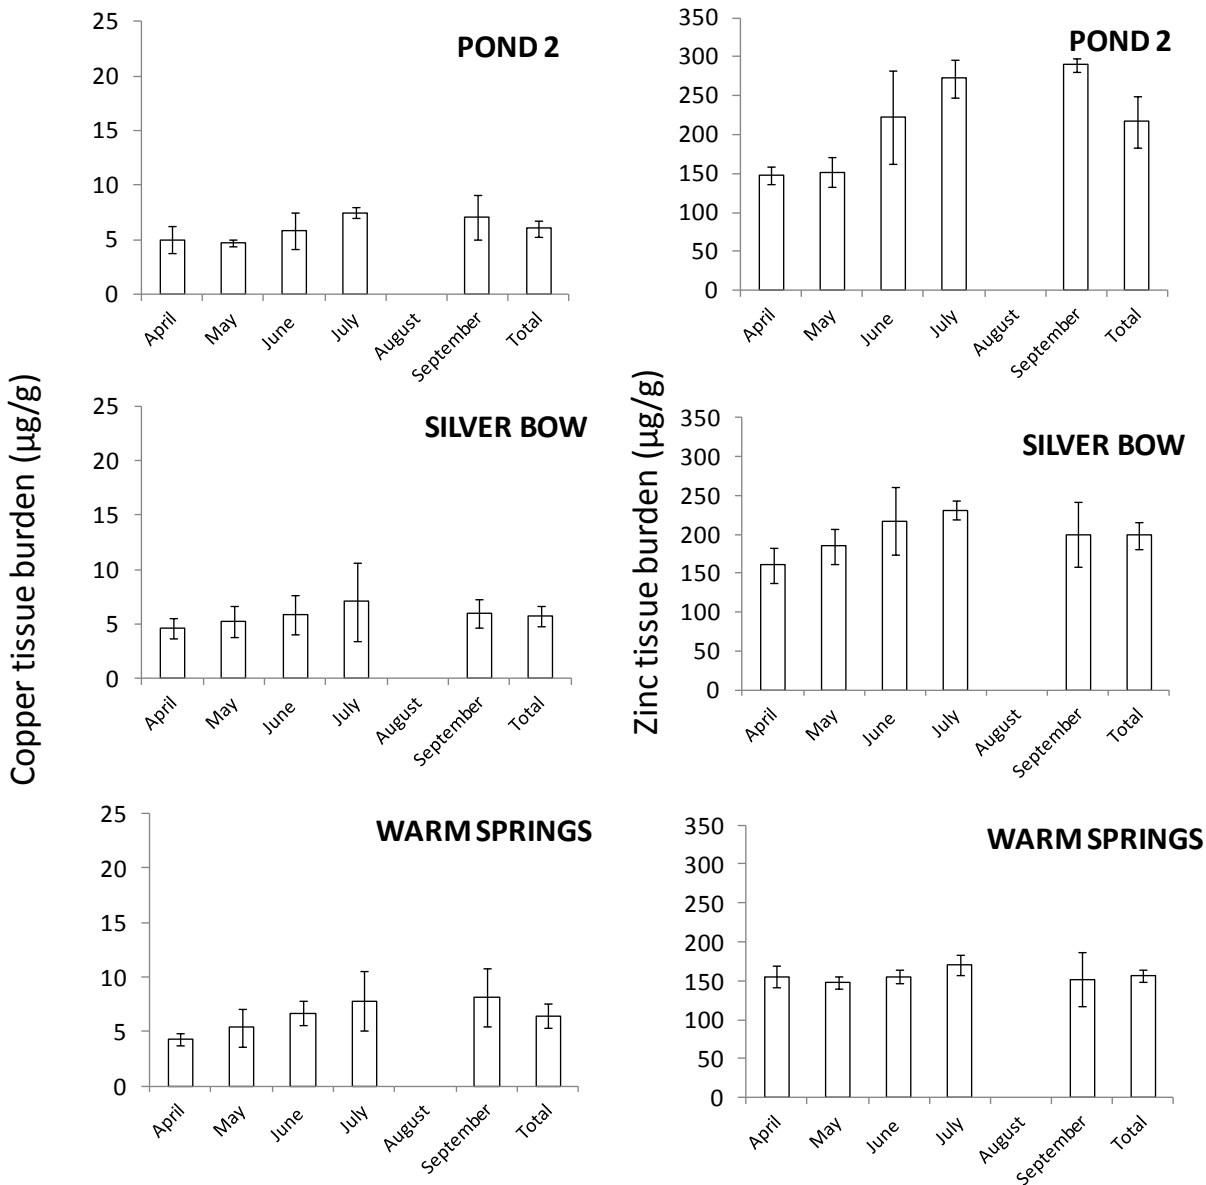 Copper tissue burden (µg/g)
POND 2
25
20
15
10
5
0
April
May
June
July
August
September
Total
SILVER BOW
25
20
15
10
5
0
April
May
June
July
August
September
Total
WARM SPRINGS
25
20
15
10
5
0
April
May
June
July
August
September
Total
Zinc tissue burden (µg/g)
POND 2
350
300
250
200
150
100
50
0
April
May
June
July
August
September
Total
SILVER BOW
350
300
250
200
150
100
50
0
April
May
June
July
August
September
Total
WARM SPRINGS
350
300
250
200
150
100
50
0
April
May
June
July
August
September
Total